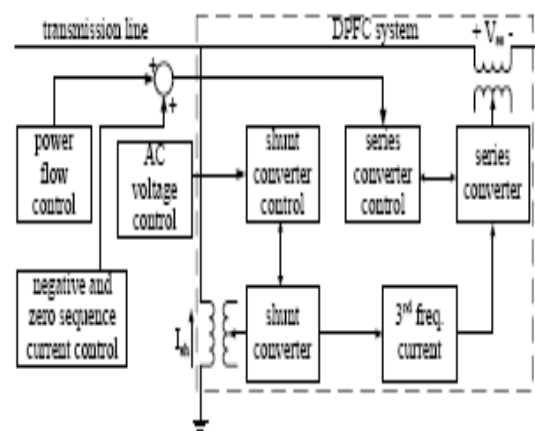 transmission line
DPFC system
+ V -
+
+
power
flow
control
AC
voltage
control
shunt
converter
control
series
converter
control
series
converter
negative and
zero sequence
current control
I sh
shunt
converter
3rd freq.
current